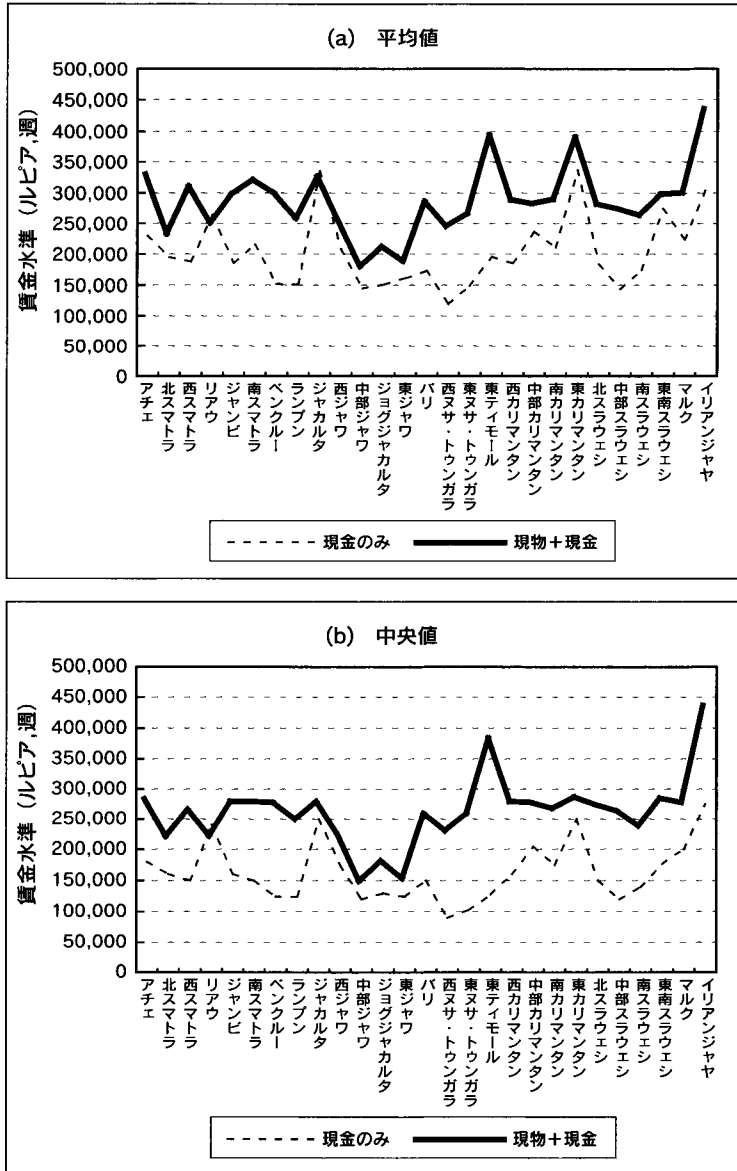 (a) 平均値
賃金水準 (ルピア,週)
500,000
450,000
400,000
350,000
300,000
250,000
200,000
150,000
100,000
50,000
0
アチェ
北スマトラ
西スマトラ
リアウ
ジャンビ
南スマトラ
ベンクルー
ランプン
ジャカルタ
西ジャワ
中部ジャワ
ジョグジャカルタ
東ジャワ
バリ
西ヌサ・トゥンガラ
東ヌサ・トゥンガラ
東ティモール
西カリマンタン
中部カリマンタン
南カリマンタン
東カリマンタン
北スラウェシ
中部スラウェシ
南スラウェシ
東南スラウェシ
マルク
イリアンジャヤ
現金のみ 現物+現金
(b) 中央値
賃金水準 (ルピア,週)
500,000
450,000
400,000
350,000
300,000
250,000
200,000
150,000
100,000
50,000
0
アチェ
北スマトラ
西スマトラ
リアウ
ジャンビ
南スマトラ
ベンクルー
ランプン
ジャカルタ
西ジャワ
中部ジャワ
ジョグジャカルタ
東ジャワ
バリ
西ヌサ・トゥンガラ
東ヌサ・トゥンガラ
東ティモール
西カリマンタン
中部カリマンタン
南カリマンタン
東カリマンタン
北スラウェシ
中部スラウェシ
南スラウェシ
東南スラウェシ
マルク
イリアンジャヤ
現金のみ 現物+現金